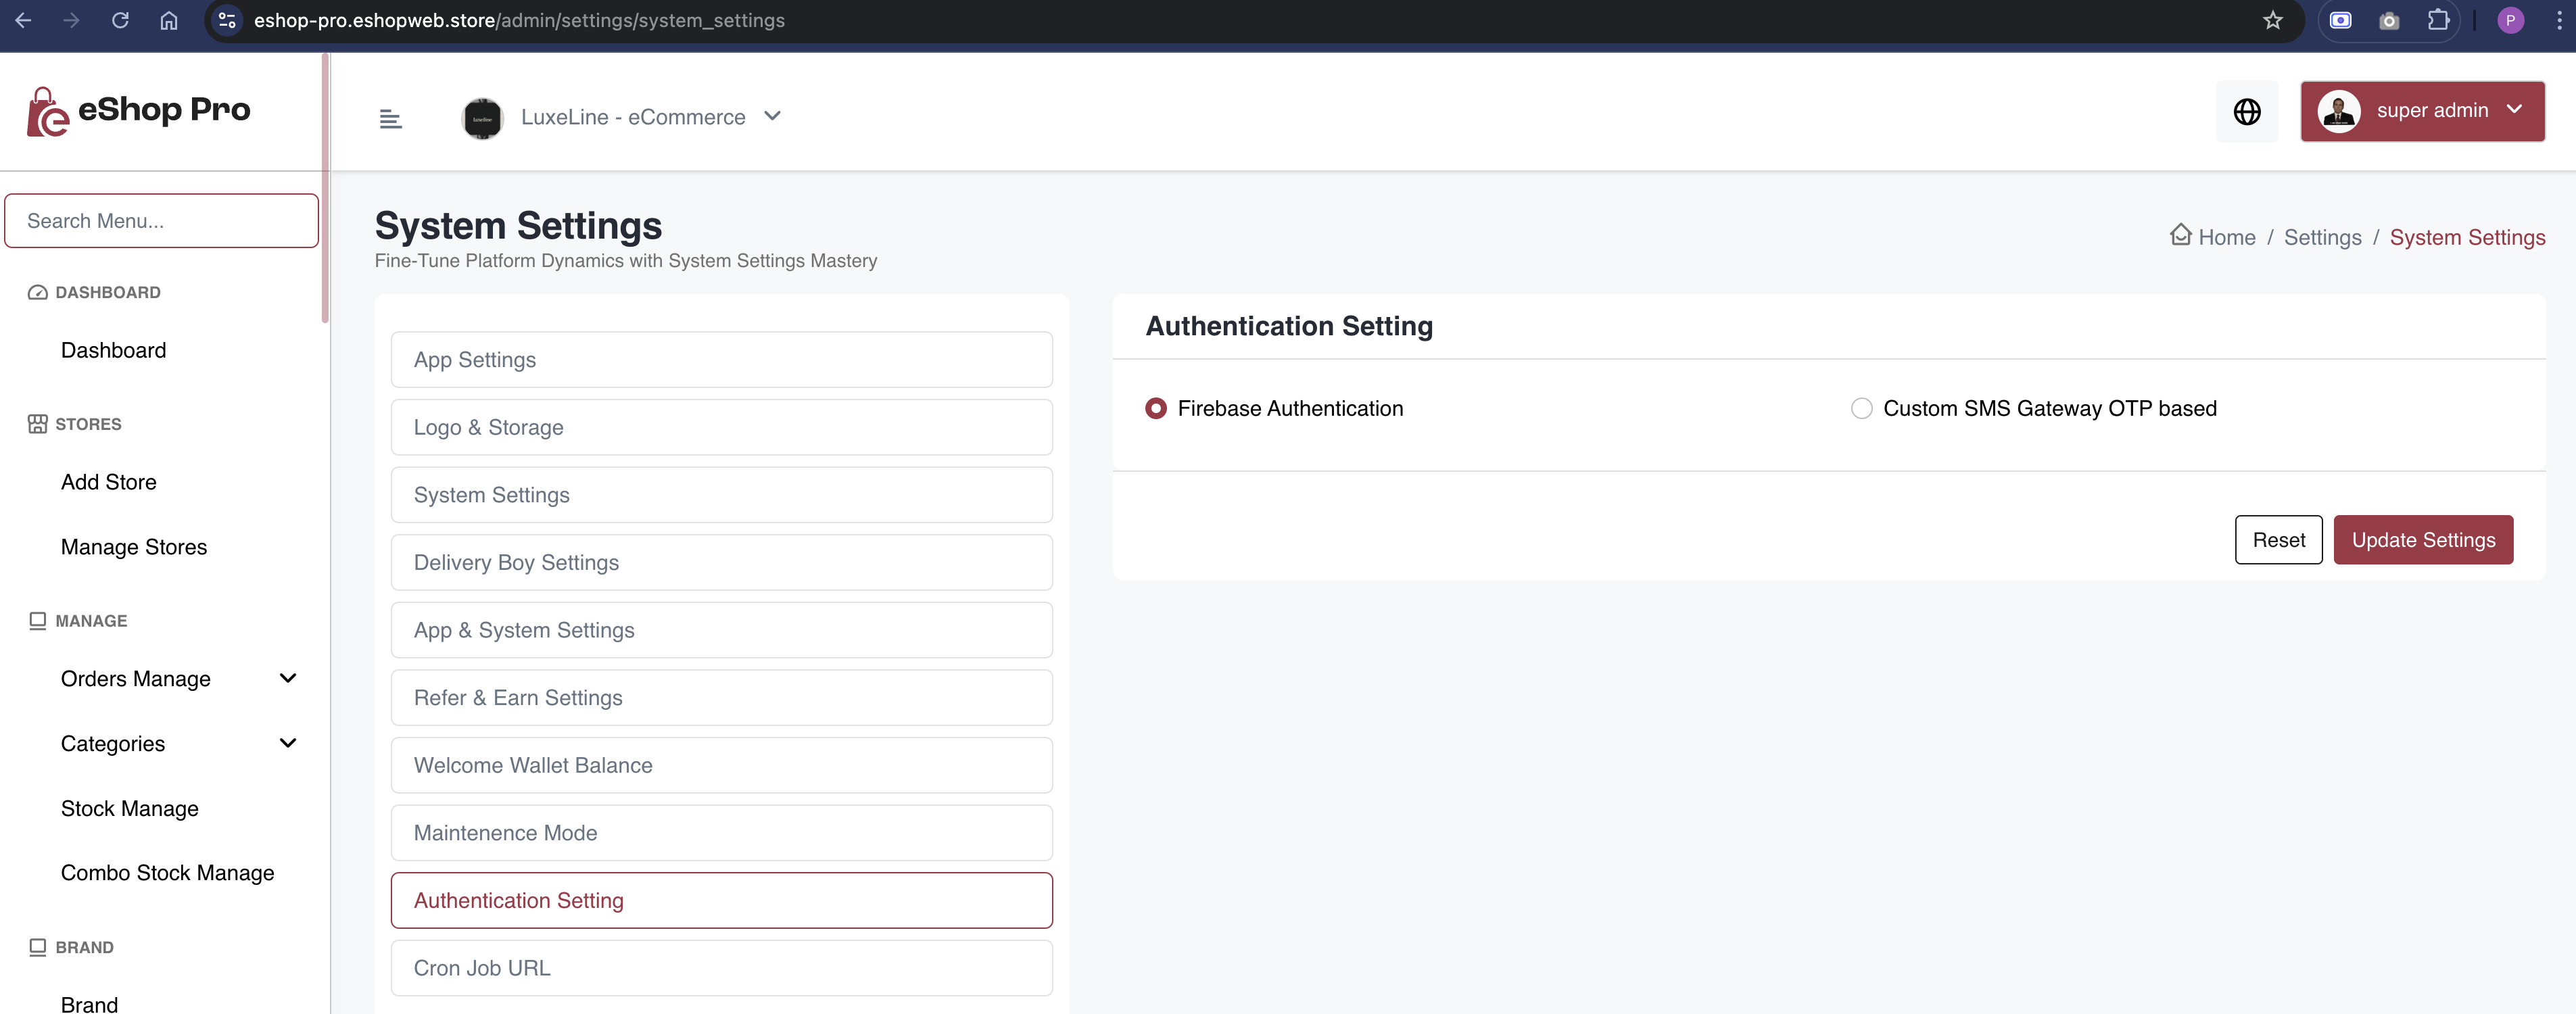 eshop-pro.eshopweb.store/admin/settings/system_settings
P
eShop Pro
LuxeLine - eCommerce
super admin
Search Menu...
DASHBOARD
Dashboard
STORES
Add Store
Manage Stores
MANAGE
Orders Manage
Categories
Stock Manage
Combo Stock Manage
BRAND
Brand
System Settings
Fine-Tune Platform Dynamics with System Settings Mastery
Home / Settings / System Settings
App Settings
Logo & Storage
System Settings
Delivery Boy Settings
App & System Settings
Refer & Earn Settings
Welcome Wallet Balance
Maintenence Mode
Authentication Setting
Cron Job URL
Authentication Setting
Firebase Authentication
Custom SMS Gateway OTP based
Reset
Update Settings